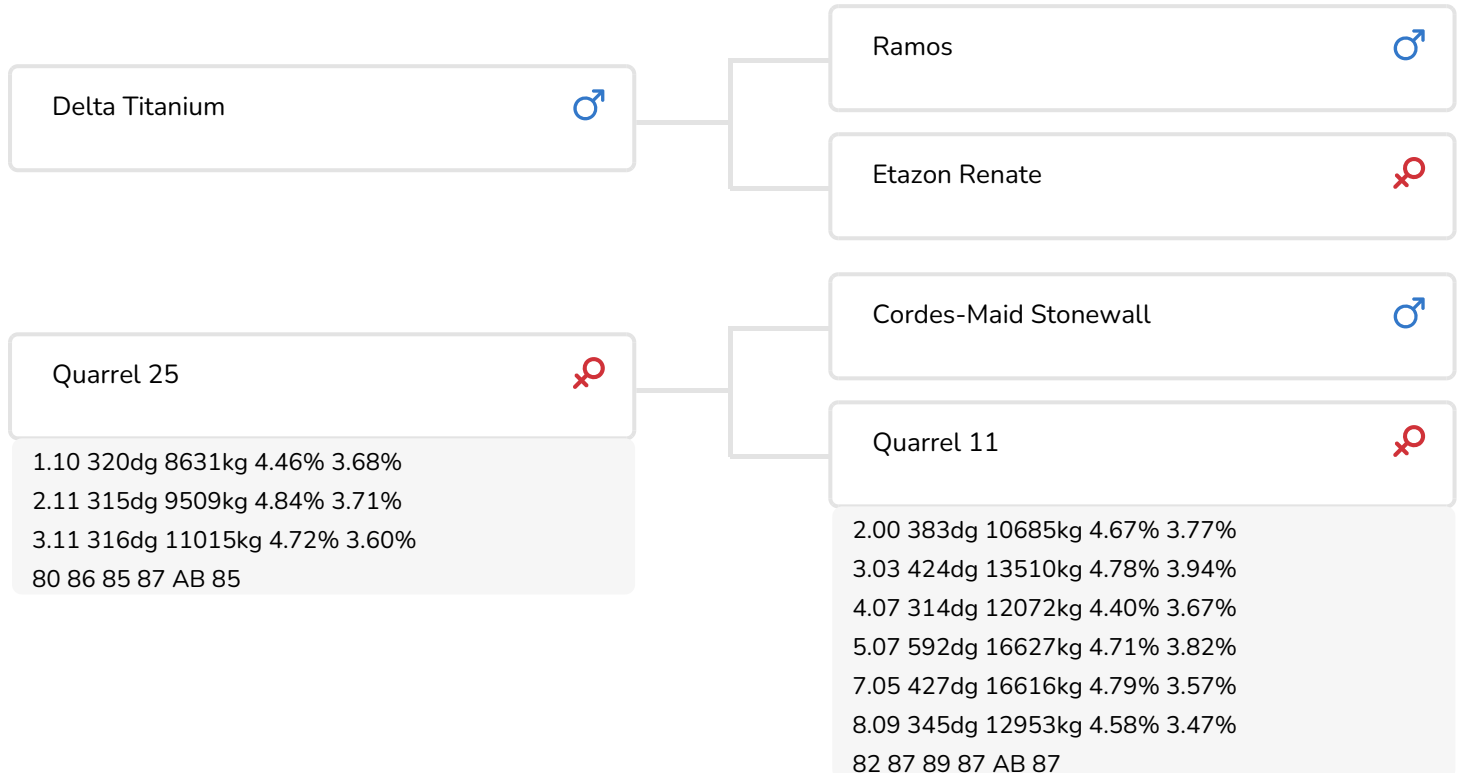 Delta Titanium
Ramos
Etazon Renate
Quarrel 25
1.10 320dg 8631kg 4.46% 3.68%
2.11 315dg 9509kg 4.84% 3.71%
3.11 316dg 11015kg 4.72% 3.60%
80 86 85 87 AB 85
Cordes-Maid Stonewall
Quarrel 11
2.00 383dg 10685kg 4.67% 3.77%
3.03 424dg 13510kg 4.78% 3.94%
4.07 314dg 12072kg 4.40% 3.67%
5.07 592dg 16627kg 4.71% 3.82%
7.05 427dg 16616kg 4.79% 3.57%
8.09 345dg 12953kg 4.58% 3.47%
82 87 89 87 AB 87